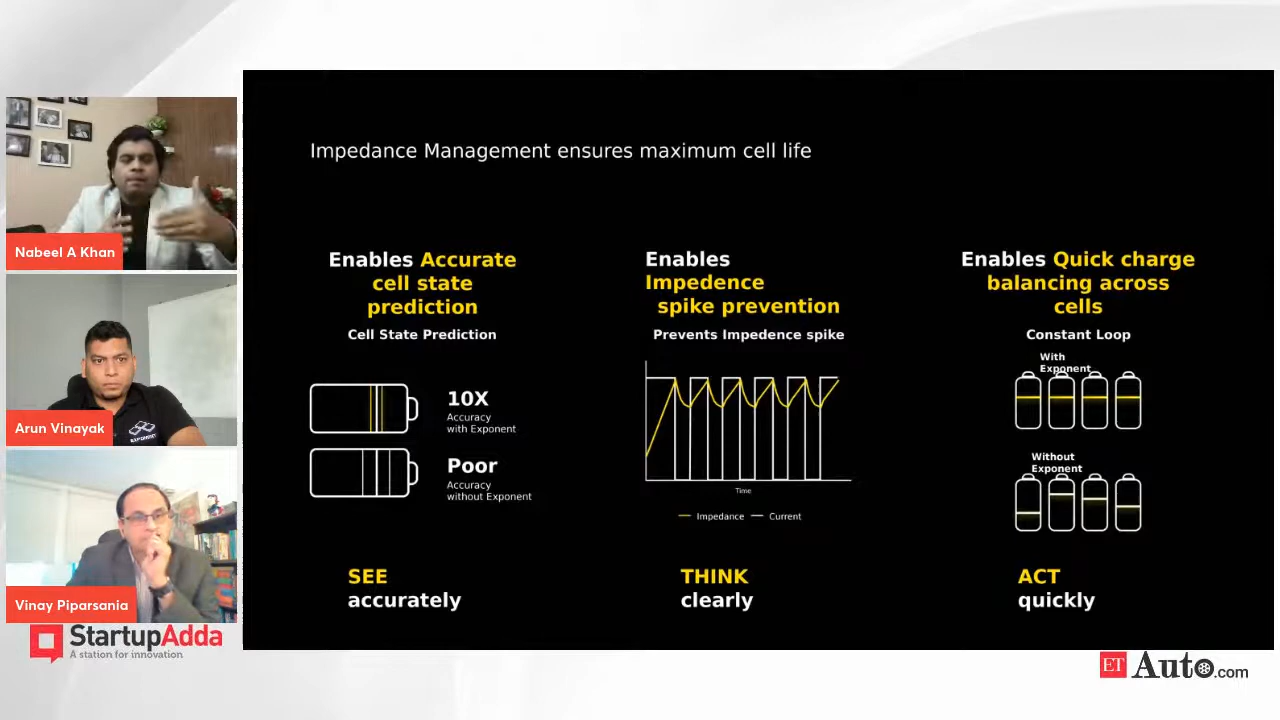 Nabeel A Khan
Arun Vinayak
EXPONENT
Vinay Piparsania
StartupAdda
A station for innovation
Impedance Management ensures maximum cell life
Enables Accurate
cell state
prediction
Cell State Prediction
10X
Accuracy
with Exponent
Poor
Accuracy
without Exponent
SEE
accurately
Enables
Impedence
spike prevention
Prevents Impedence spike
Time
Impedance
Current
THINK
clearly
Enables Quick charge
balancing across
cells
Constant Loop
With
Exponent
Without
Exponent
ACT
quickly
ET Auto.com